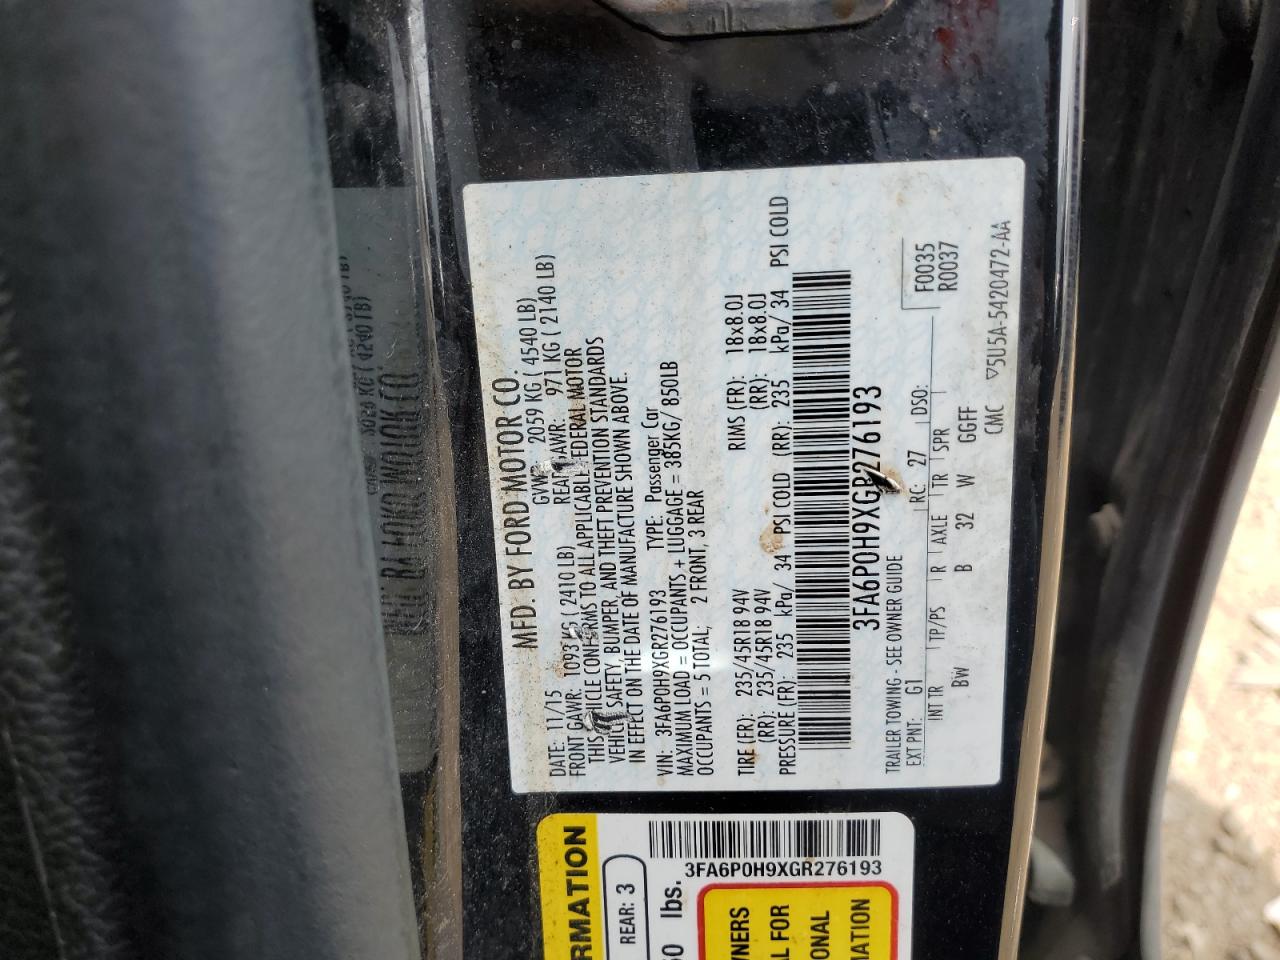 MFD. BY FORD MOTOR CO.
DATE: 11/15 GVWR: 2059 KG ( 4540 LB)
FRONT GAWR: 1093 KG ( 2410 LB) REAR GAWR: 971 KG ( 2140 LB)
THIS VEHICLE CONFORMS TO ALL APPLICABLE FEDERAL MOTOR
VEHICLE SAFETY, BUMPER, AND THEFT PREVENTION STANDARDS
IN EFFECT ON THE DATE OF MANUFACTURE SHOWN ABOVE.
VIN: 3FA6P0H9XGR276193 TYPE: Passenger Car
MAXIMUM LOAD = OCCUPANTS + LUGGAGE = 385KG/ 850LB
OCCUPANTS = 5 TOTAL, 2 FRONT, 3 REAR
TIRE (FR): 235/45R18 94V RIMS (FR): 18x8.0J
(RR): 235/45R18 94V (RR): 18x8.0J
PRESSURE (FR): 235 kPa/ 34 PSI COLD (RR): 235 kPa/ 34 PSI COLD
3FA6P0H9XGR276193
TRAILER TOWING - SEE OWNER GUIDE
EXT PNT: G1 RC: 27 DSO: F0035
R0037
INT TR TP/PS R AXLE TR SPR
BW B 32 W GGFF
CMC ▽5U5A-5420472-AA
RMATION
REAR: 3
lbs.
3FA6P0H9XGR276193
WNERS
AL FOR
IONAL
MATION